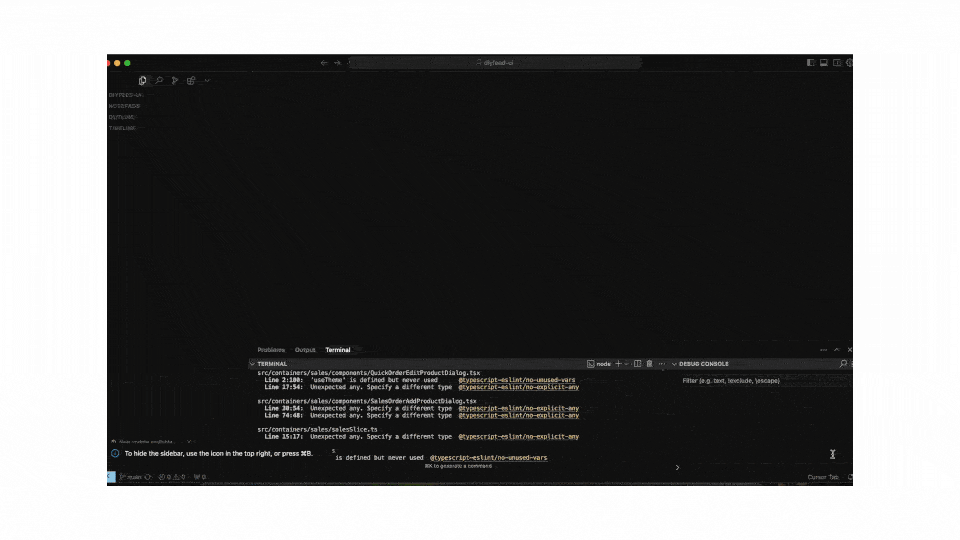 diyfeed-ui
DIYFEED-UI
OUTLINE
TIMELINE
Problems Output Terminal
TERMINAL
node
DEBUG CONSOLE
src/containers/sales/components/QuickOrderEditProductDialog.tsx
Line 2:180: 'useTheme' is defined but never used @typescript-eslint/no-unused-vars
Filter (e.g. text, !exclude, \escape)
Line 17:54: Unexpected any. Specify a different type @typescript-eslint/no-explicit-any
src/containers/sales/components/SalesOrderAddProductDialog.tsx
Line 30:54: Unexpected any. Specify a different type @typescript-eslint/no-explicit-any
Line 74:48: Unexpected any. Specify a different type @typescript-eslint/no-explicit-any
src/containers/sales/salesSlice.ts
Line 15:17: Unexpected any. Specify a different type @typescript-eslint/no-explicit-any
To hide the sidebar, use the icon in the top right, or press ⌘B.
is defined but never used @typescript-eslint/no-unused-vars
⌘K to generate a command
main 0 0 0
Cursor Tab